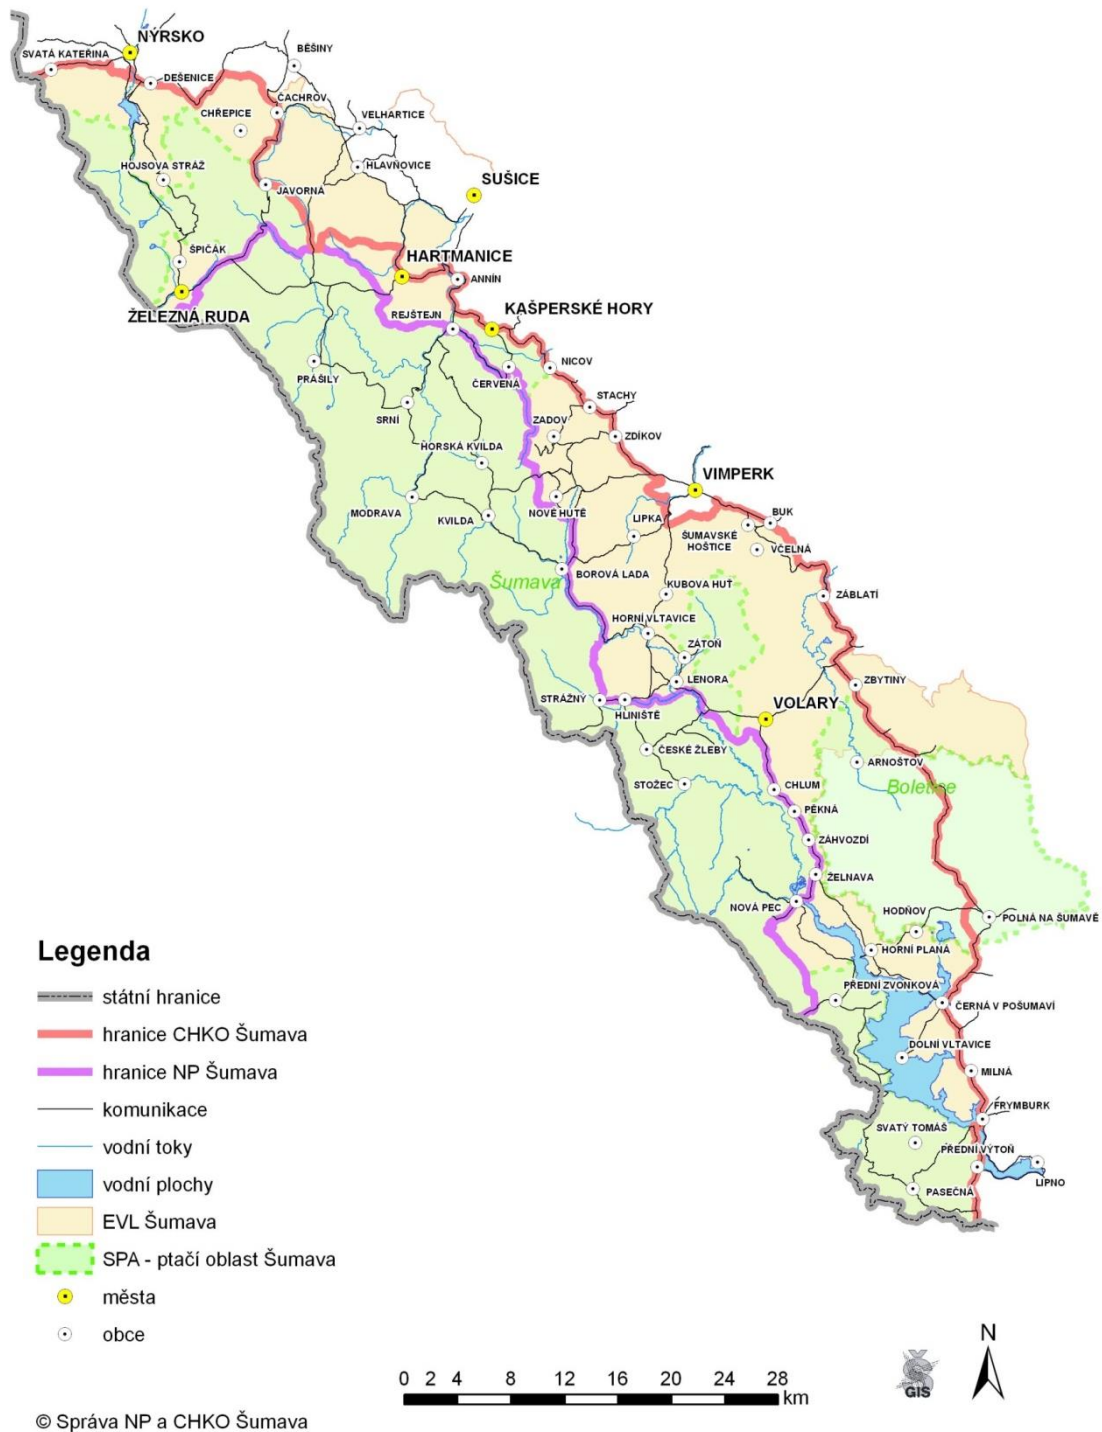 NÝRSKO
SVATÁ KATEŘINA
BĚŠINY
DEŠENICE
ČACHROV
CHŘEPICE
VELHARTICE
HLAVŇOVICE
HOJSOVA STRÁŽ
SUŠICE
JAVORNÁ
ŠPIČÁK
HARTMANICE
ANNÍN
ŽELEZNÁ RUDA
REJŠTEJN
KAŠPERSKÉ HORY
PRÁŠILY
ČERVENÁ
NICOV
SRNÍ
STACHY
ZADOV
ZDÍKOV
HORSKÁ KVILDA
VIMPERK
MODRAVA
KVILDA
NOVÉ HUTĚ
LIPKA
BUK
ŠUMAVSKÉ
HOŠTICE
VČELNÁ
Šumava
BOROVÁ LADA
KUBOVA HUŤ
ZÁBLATÍ
HORNÍ VLTAVICE
ZÁTOŇ
LENORA
ZBYTINY
STRÁŽNÝ
HLINIŠTĚ
VOLARY
ČESKÉ ŽLEBY
ARNOŠTOV
STOŽEC
CHLUM
Boletice
PĚKNÁ
ZÁHVOZDÍ
ŽELNAVA
NOVÁ PEC
HODŇOV
POLNÁ NA ŠUMAVĚ
HORNÍ PLANÁ
PŘEDNÍ ZVONKOVÁ
ČERNÁ V POŠUMAVÍ
DOLNÍ VLTAVICE
MILNÁ
FRYMBURK
SVATÝ TOMÁŠ
PŘEDNÍ VÝTOŇ
LIPNO
PASEČNÁ
Legenda
státní hranice
hranice CHKO Šumava
hranice NP Šumava
komunikace
vodní toky
vodní plochy
EVL Šumava
SPA - ptačí oblast Šumava
města
obce
0 2 4 8 12 16 20 24 28
km
Š
GIS
N
© Správa NP a CHKO Šumava